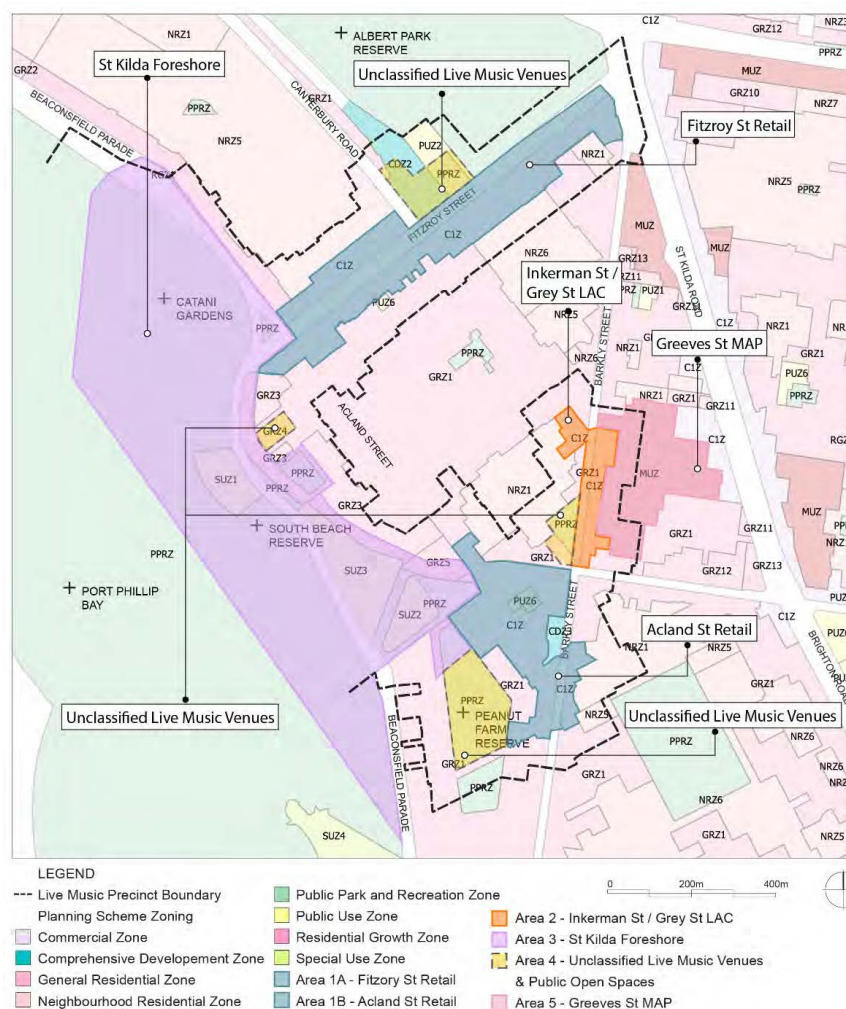 NRZ1
ALBERT PARK
RESERVE
C1Z
GRZ12
NRZ3
PPRZ
St Kilda Foreshore
Unclassified Live Music Venues
GRZ2
BEACONSFIELD PARADE
CANTERBURY ROAD
GRZ1
MUZ
GRZ10
NRZ7
PPRZ
NRZ5
PUZ2
CDZ2
PPRZ
NRZ1
Fitzroy St Retail
NRZ5
PPRZ
FITZROY STREET
C1Z
C1Z
MUZ
MUZ
ST KILDA ROAD
NRZ6
GRZ13
GRZ11
PUZ1
Inkerman St /
Grey St LAC
CATANI
GARDENS
PUZ6
PPRZ
NRZ5
BARKLY STREET
NRZ1
C1Z
Greeves St MAP
GRZ1
PUZ6
PPRZ
PPRZ
GRZ1
NRZ6
NRZ1
GRZ1
GRZ11
GRZ3
ACLAND STREET
GRZ4
C1Z
C1Z
GRZ3
PPRZ
SUZ1
PPRZ
GRZ3
GRZ1
C1Z
MUZ
NRZ1
MUZ
PPRZ
SOUTH BEACH
RESERVE
PPRZ
GRZ1
GRZ11
GRZ1
GRZ5
SUZ3
GRZ12
GRZ13
PORT PHILLIP
BAY
SUZ2
PPRZ
PUZ6
C1Z
CDZ3
BARKLY STREET
C1Z
BRIGHTON ROAD
Acland St Retail
NRZ1
NRZ5
GRZ1
C1Z
GRZ1
Unclassified Live Music Venues
PPRZ
PEANUT
FARM
RESERVE
NRZ5
Unclassified Live Music Venues
PPRZ
NRZ6
GRZ1
BEACONSFIELD PARADE
PPRZ
GRZ1
NRZ6
NRZ6
NRZ6
GRZ1
NRZ5
SUZ4
LEGEND
Live Music Precinct Boundary
Planning Scheme Zoning
Commercial Zone
Comprehensive Developement Zone
General Residential Zone
Neighbourhood Residential Zone
Public Park and Recreation Zone
Public Use Zone
Residential Growth Zone
Special Use Zone
Area 1A - Fitzory St Retail
Area 1B - Acland St Retail
0 200m 400m
Area 2 - Inkerman St / Grey St LAC
Area 3 - St Kilda Foreshore
Area 4 - Unclassified Live Music Venues
& Public Open Spaces
Area 5 - Greeves St MAP